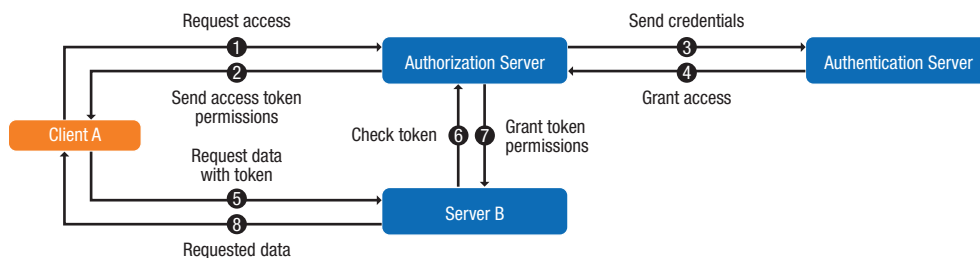 Request access
1
Send credentials
3
Authorization Server
Authentication Server
2
4
Send access token
permissions
Grant access
Client A
Check token
6
7
Grant token
permissions
Request data
with token
5
Server B
8
Requested data